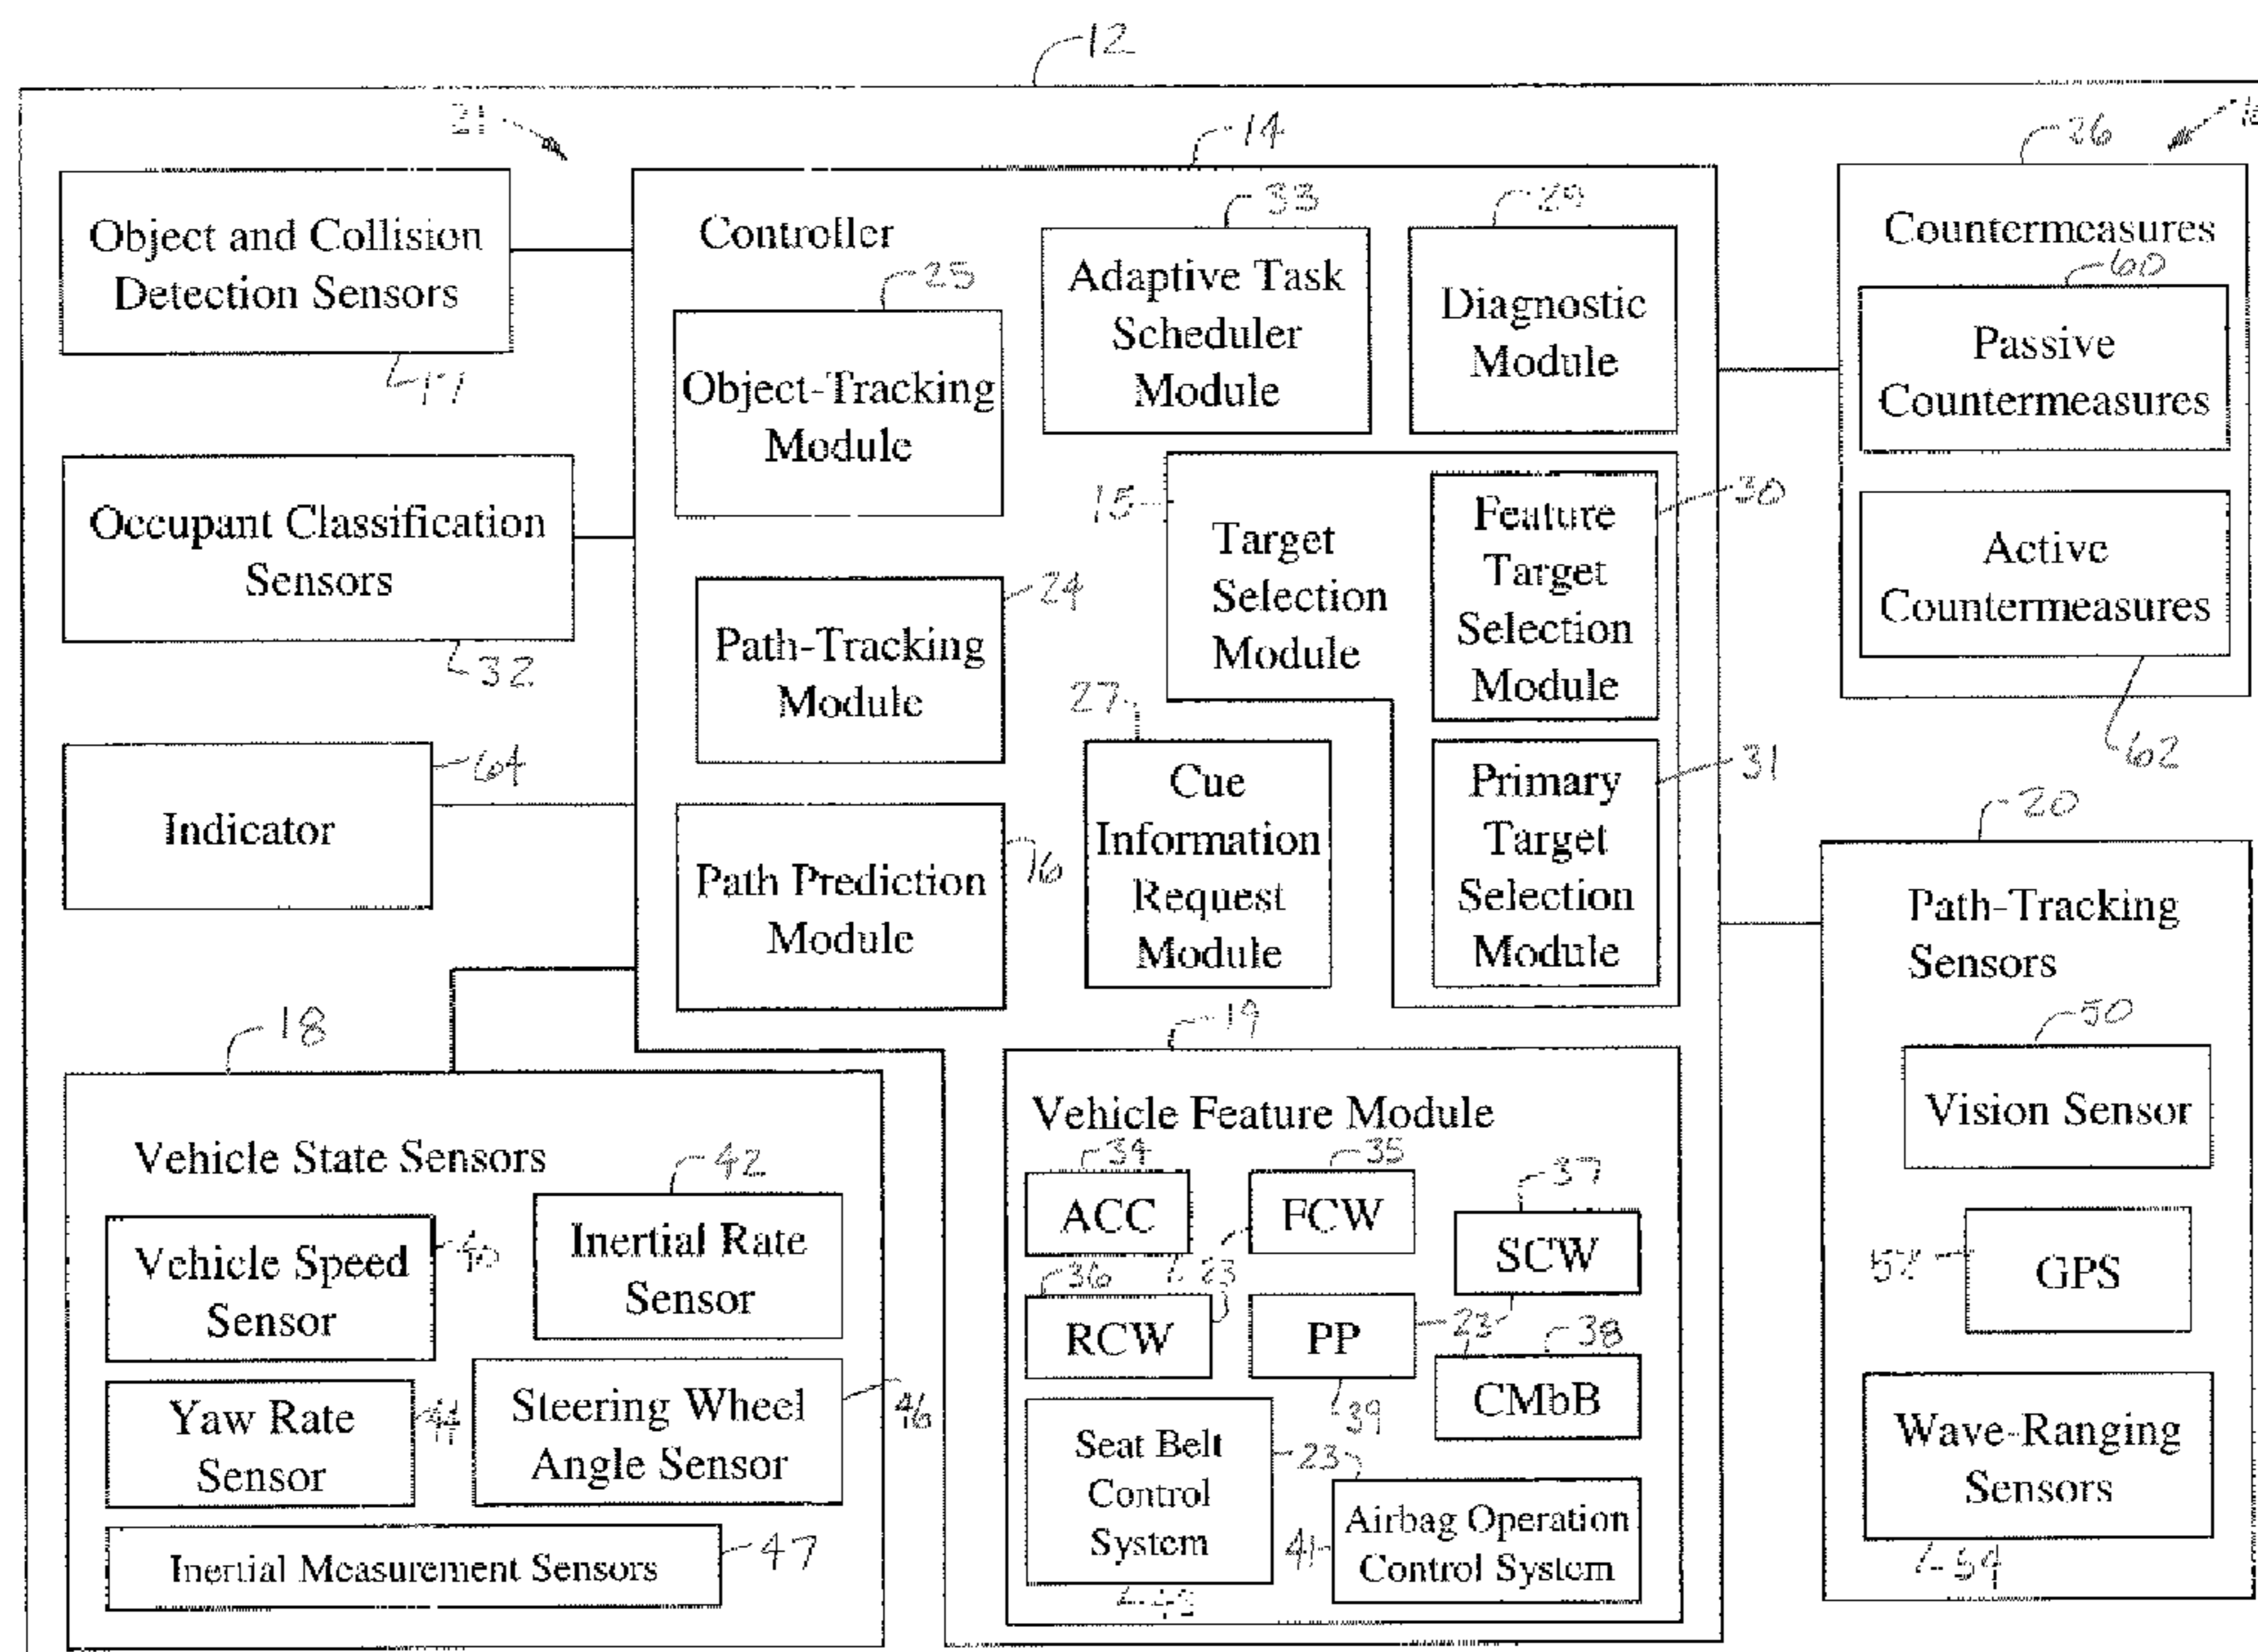 12
21
14
26
Object and Collision
Detection Sensors
17
Occupant Classification
Sensors
32
Indicator
64
Controller
33
Adaptive Task
Scheduler
Module
29
Diagnostic
Module
25
Object-Tracking
Module
24
Path-Tracking
Module
16
Path Prediction
Module
15
Target
Selection
Module
30
Feature
Target
Selection
Module
27
Cue
Information
Request
Module
31
Primary
Target
Selection
Module
Countermeasures
60
Passive
Countermeasures
Active
Countermeasures
62
20
Path-Tracking
Sensors
50
Vision Sensor
52
GPS
Wave-Ranging
Sensors
54
18
Vehicle State Sensors
Vehicle Speed
Sensor
40
42
Inertial Rate
Sensor
Yaw Rate
Sensor
44
Steering Wheel
Angle Sensor
46
Inertial Measurement Sensors
47
19
Vehicle Feature Module
34
ACC
35
FCW
37
SCW
23
36
RCW
PP
39
23
38
CMbB
Seat Belt
Control
System
23
41
Airbag Operation
Control System